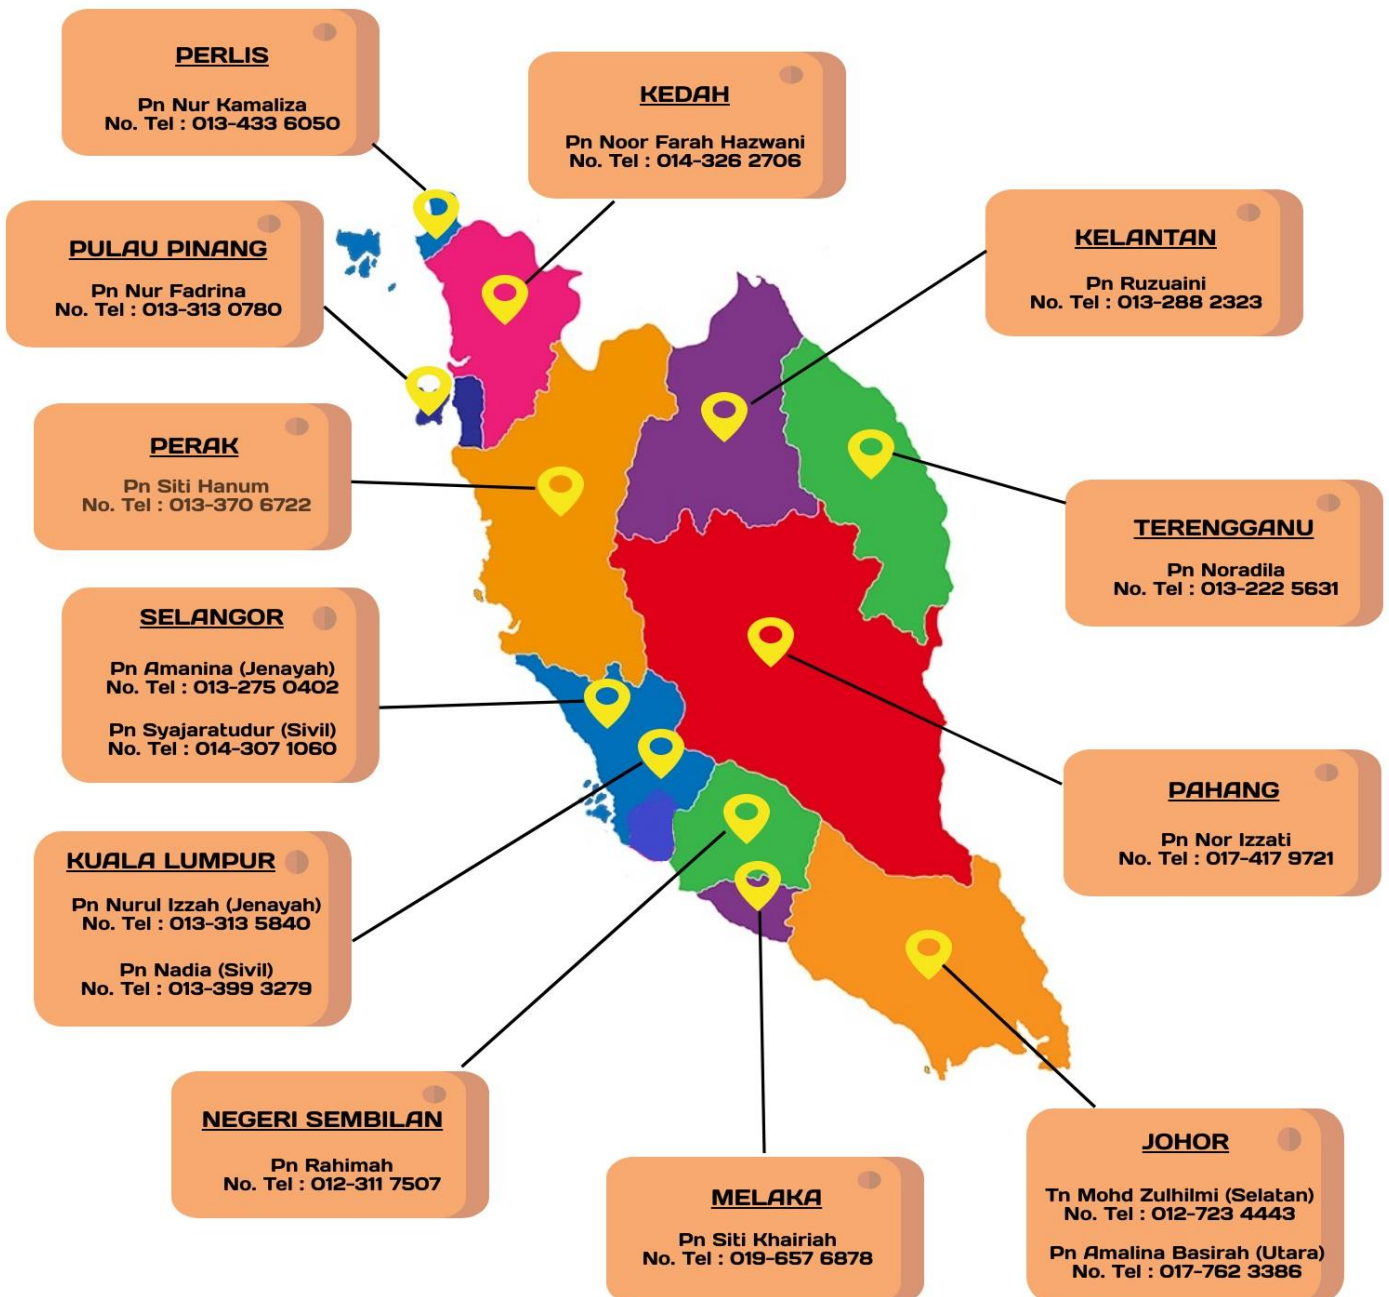 PERLIS
Pn Nur Kamaliza
No. Tel : 013-433 6050
KEDAH
Pn Noor Farah Hazwani
No. Tel : 014-326 2706
PULAU PINANG
Pn Nur Fadrina
No. Tel : 013-313 0780
KELANTAN
Pn Ruzuaini
No. Tel : 013-288 2323
PERAK
Pn Siti Hanum
No. Tel : 013-370 6722
TERENGGANU
Pn Noradila
No. Tel : 013-222 5631
SELANGOR
Pn Amanina (Jenayah)
No. Tel : 013-275 0402
Pn Syajaratudur (Sivil)
No. Tel : 014-307 1060
PAHANG
Pn Nor Izzati
No. Tel : 017-417 9721
KUALA LUMPUR
Pn Nurul Izzah (Jenayah)
No. Tel : 013-313 5840
Pn Nadia (Sivil)
No. Tel : 013-399 3279
NEGERI SEMBILAN
Pn Rahimah
No. Tel : 012-311 7507
MELAKA
Pn Siti Khairiah
No. Tel : 019-657 6878
JOHOR
Tn Mohd Zulhilmi (Selatan)
No. Tel : 012-723 4443
Pn Amalina Basirah (Utara)
No. Tel : 017-762 3386